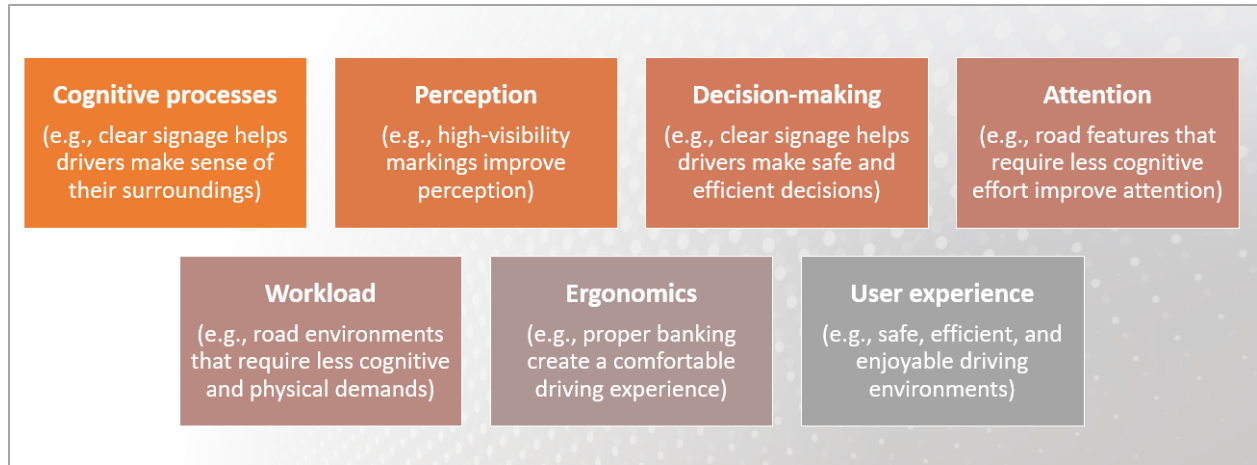 Cognitive processes
(e.g., clear signage helps
drivers make sense of
their surroundings)
Perception
(e.g., high-visibility
markings improve
perception)
Decision-making
(e.g., clear signage helps
drivers make safe and
efficient decisions)
Attention
(e.g., road features that
require less cognitive
effort improve attention)
Workload
(e.g., road environments
that require less cognitive
and physical demands)
Ergonomics
(e.g., proper banking
create a comfortable
driving experience)
User experience
(e.g., safe, efficient, and
enjoyable driving
environments)